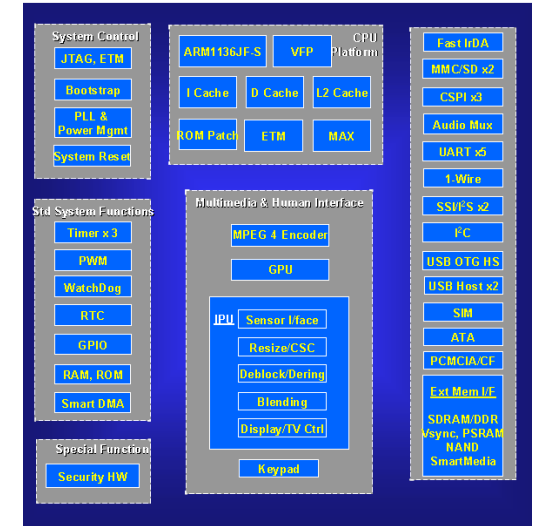 System Control
JTAG, ETM
Bootstrap
PLL &
Power Mgmt
System Reset
CPU
Platform
ARM1136JF-S
VFP
I Cache
D Cache
L2 Cache
ROM Patch
ETM
MAX
Std System Functions
Timer x 3
PWM
WatchDog
RTC
GPIO
RAM, ROM
Smart DMA
Special Function
Security HW
Multimedia & Human Interface
MPEG 4 Encoder
GPU
IPU
Sensor I/face
Resize/CSC
Deblock/Dering
Blending
Display/TV Ctrl
Keypad
Fast IrDA
MMC/SD x2
CSPI x3
Audio Mux
UART x5
1-Wire
SSI/I²S x2
I²C
USB OTG HS
USB Host x2
SIM
ATA
PCMCIA/CF
Ext Mem I/F
SDRAM/DDR
Vsync, PSRAM
NAND
SmartMedia